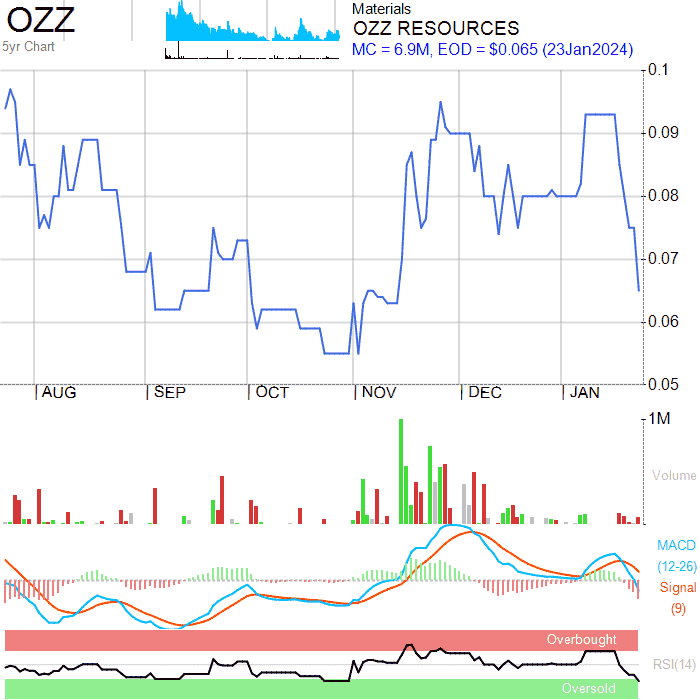 OZZ
5yr Chart
Materials
OZZ RESOURCES
MC = 6.9M, EOD = $0.065 (23Jan2024)
0.1
0.09
0.08
0.07
0.06
0.05
AUG SEP OCT NOV DEC JAN
1M
Volume
MACD
(12-26)
Signal
(9)
Overbought
RSI(14)
Oversold